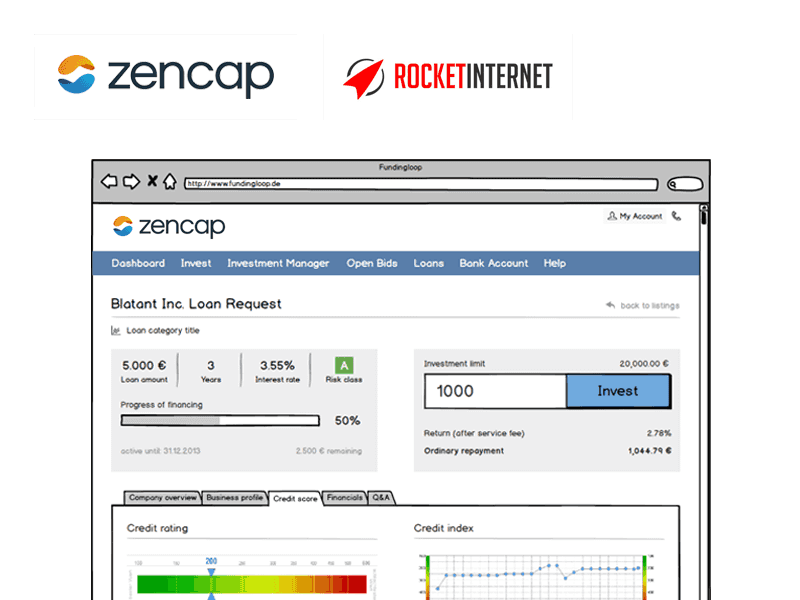 zencap
ROCKETINTERNET
Fundingloop
http://www.fundingloop.de
zencap
My Account
Dashboard Invest Investment Manager Open Bids Loans Bank Account Help
Blatant Inc. Loan Request
back to listings
Loan category title
5.000 € 3 3.55% A
Loan amount Years Interest rate Risk class
Progress of financing
50%
active until: 31.12.2013 2.500 € remaining
Investment limit 20,000.00 €
1000 Invest
Return (after service fee) 2.78%
Ordinary repayment 1,044.79 €
Company overview Business profile Credit score Financials Q&A
Credit rating
200
Credit index